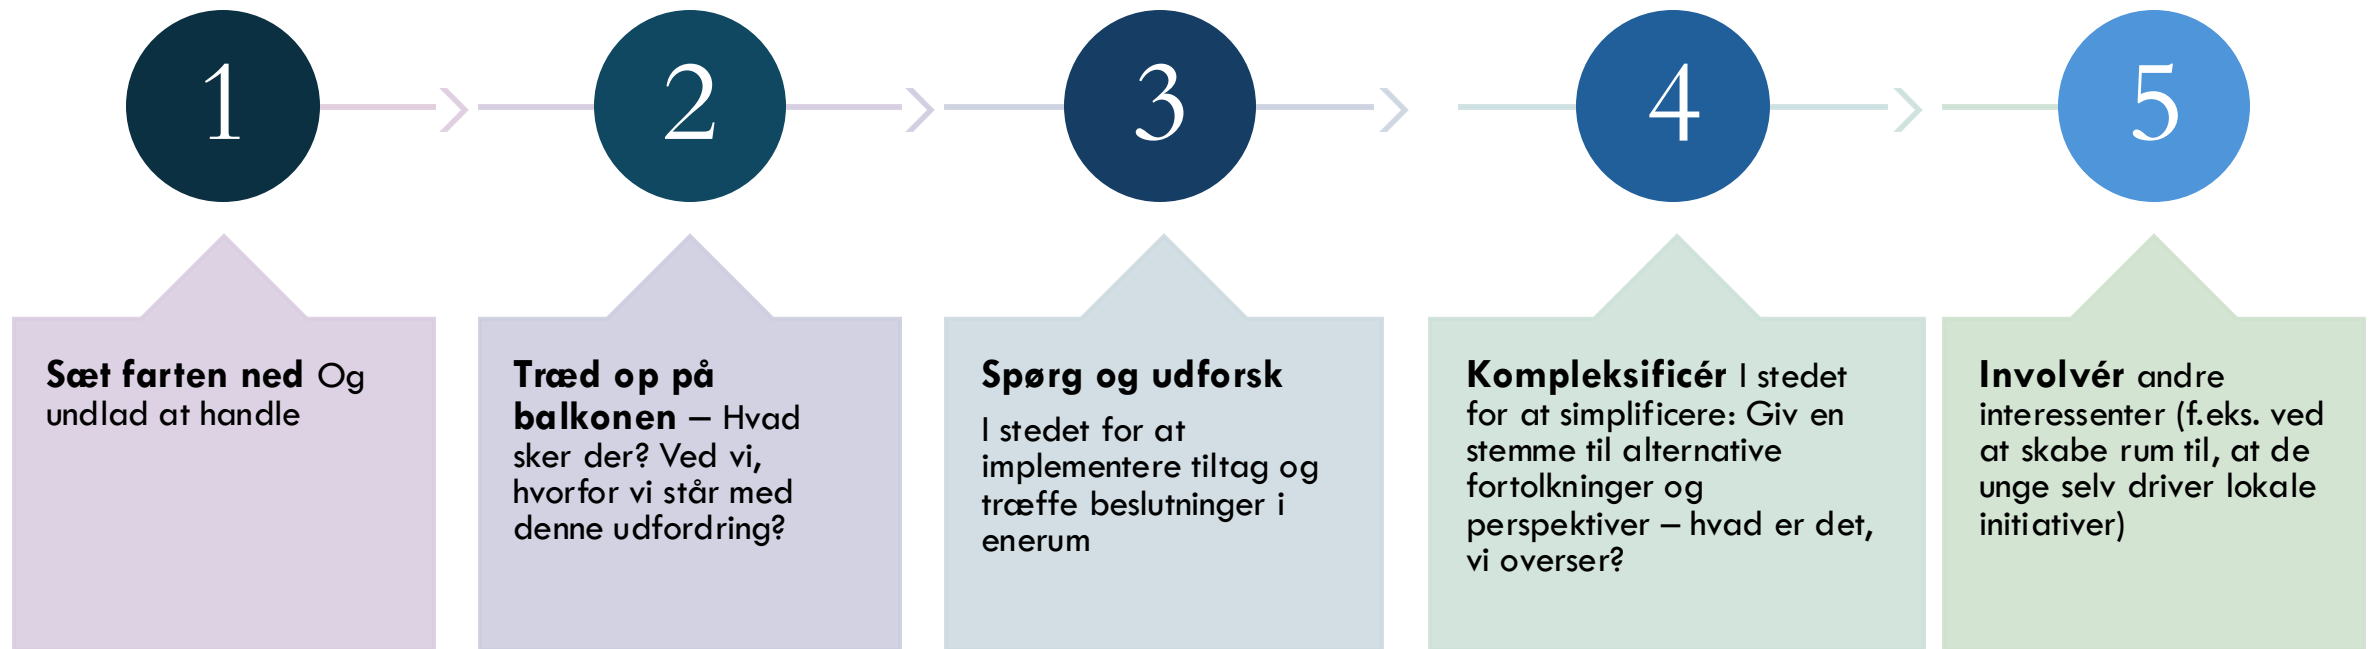 1
2
3
4
5
Sæt farten ned Og
undlad at handle
Træd op på
balkonen – Hvad
sker der? Ved vi,
hvorfor vi står med
denne udfordring?
Spørg og udforsk
I stedet for at
implementere tiltag og
træffe beslutninger i
enerum
Kompleksificér I stedet
for at simplificere: Giv en
stemme til alternative
fortolkninger og
perspektiver – hvad er det,
vi overser?
Involvér andre
interessenter (f.eks. ved
at skabe rum til, at de
unge selv driver lokale
initiativer)